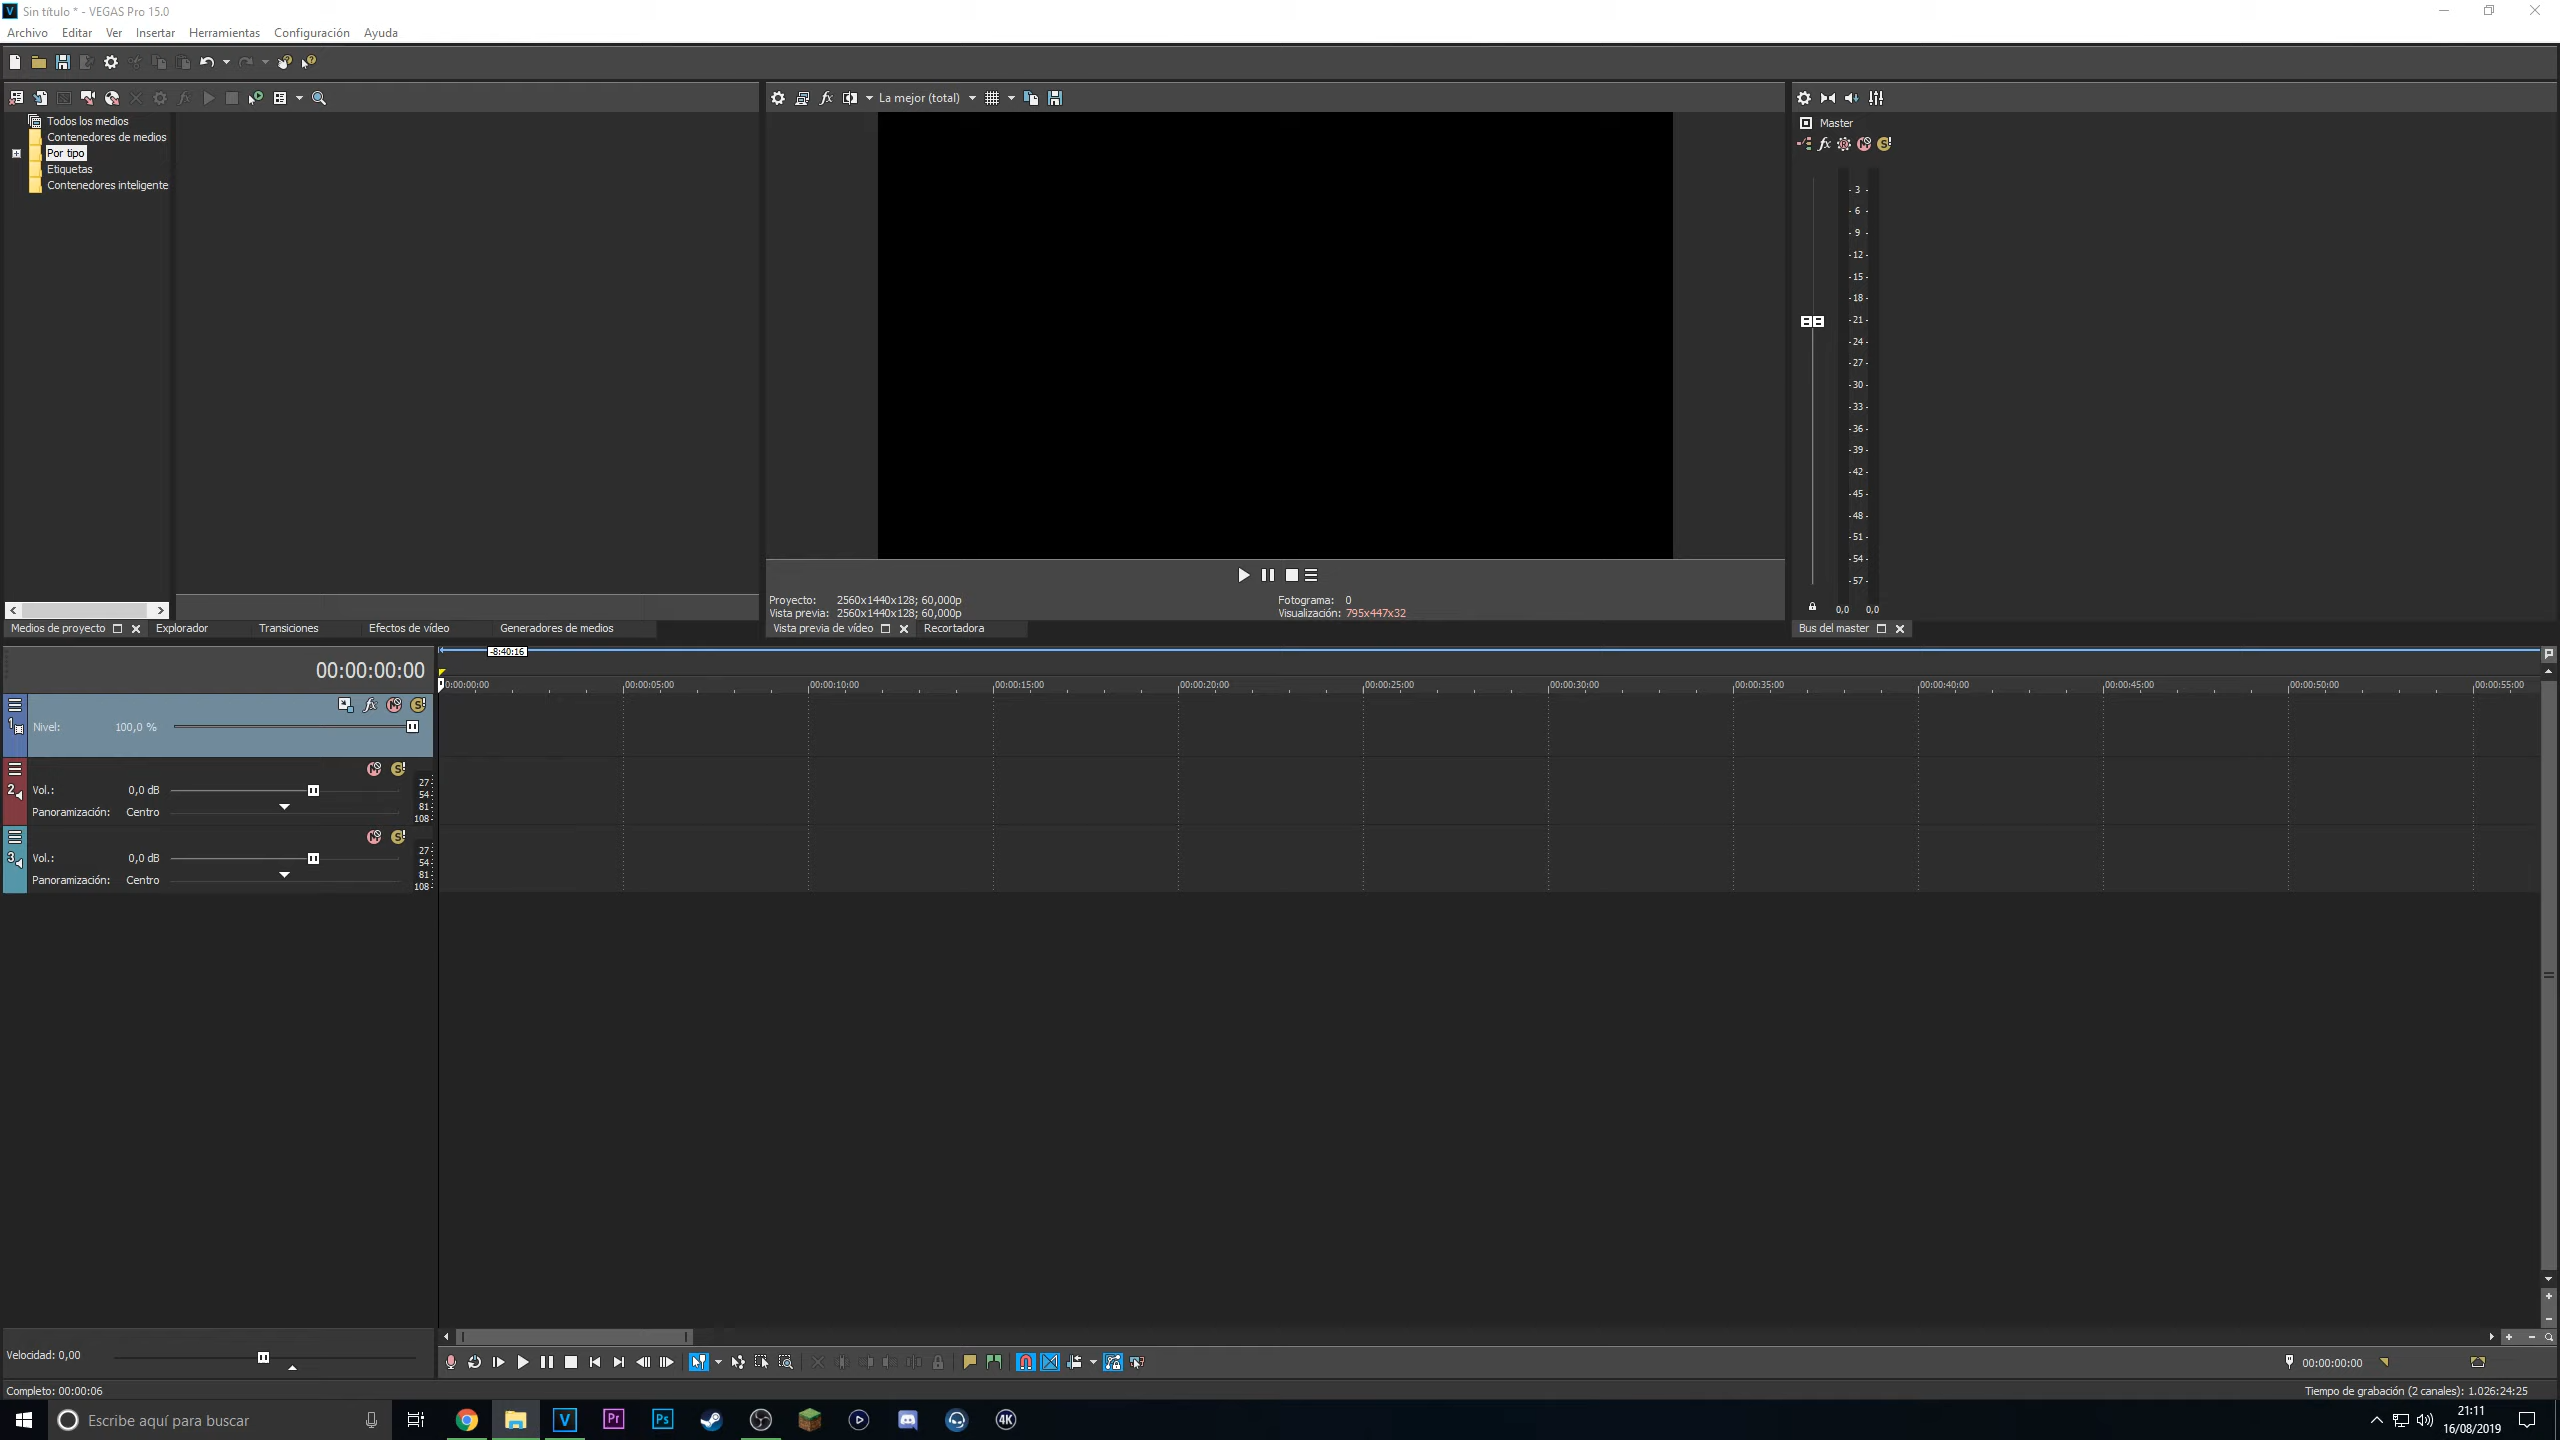 Sin título * - VEGAS Pro 15.0
Archivo Editar Ver Insertar Herramientas Configuración Ayuda
La mejor (total)
Todos los medios
Contenedores de medios
Por tipo
Etiquetas
Contenedores inteligente
Master
-3-
-6-
-9-
-12-
-15-
-18-
-21-
-24-
-27-
-30-
-33-
-36-
-39-
-42-
-45-
-48-
-51-
-54-
-57-
0,0 0,0
Proyecto: 2560x1440x128; 60,000p
Vista previa: 2560x1440x128; 60,000p
Fotograma: 0
Visualización: 795x447x32
Medios de proyecto Explorador Transiciones Efectos de vídeo Generadores de medios
Vista previa de vídeo Recortadora
Bus del master
-8:40:16
00:00:00:00
0:00:00:00 00:00:05:00 00:00:10:00 00:00:15:00 00:00:20:00 00:00:25:00 00:00:30:00 00:00:35:00 00:00:40:00 00:00:45:00 00:00:50:00 00:00:55:00
1
Nivel: 100,0 %
2
Vol.: 0,0 dB
Panoramización: Centro
27
54
81
108
3
Vol.: 0,0 dB
Panoramización: Centro
27
54
81
108
Velocidad: 0,00
00:00:00:00
Completo: 00:00:06
Tiempo de grabación (2 canales): 1.026:24:25
Escribe aquí para buscar
V
Pr
Ps
4K
21:11
16/08/2019